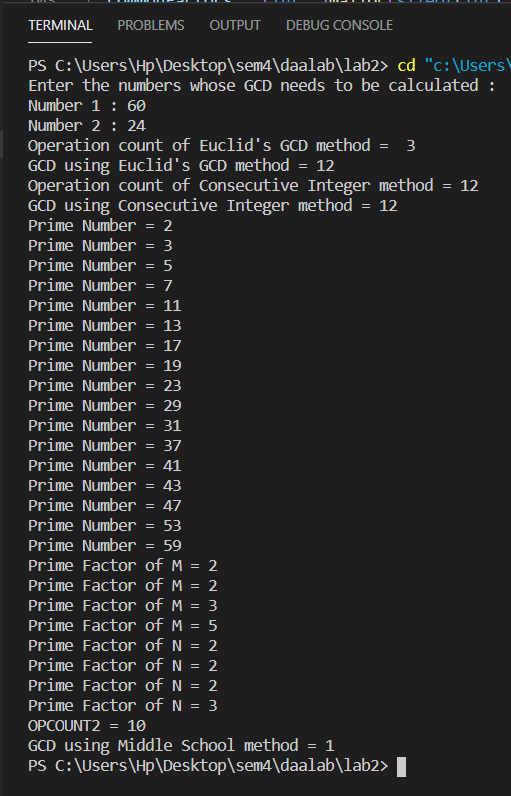 TERMINAL PROBLEMS OUTPUT DEBUG CONSOLE
PS C:\Users\Hp\Desktop\sem4\daalab\lab2> cd "c:\Users\
Enter the numbers whose GCD needs to be calculated :
Number 1 : 60
Number 2 : 24
Operation count of Euclid's GCD method =  3
GCD using Euclid's GCD method = 12
Operation count of Consecutive Integer method = 12
GCD using Consecutive Integer method = 12
Prime Number = 2
Prime Number = 3
Prime Number = 5
Prime Number = 7
Prime Number = 11
Prime Number = 13
Prime Number = 17
Prime Number = 19
Prime Number = 23
Prime Number = 29
Prime Number = 31
Prime Number = 37
Prime Number = 41
Prime Number = 43
Prime Number = 47
Prime Number = 53
Prime Number = 59
Prime Factor of M = 2
Prime Factor of M = 2
Prime Factor of M = 3
Prime Factor of M = 5
Prime Factor of N = 2
Prime Factor of N = 2
Prime Factor of N = 2
Prime Factor of N = 3
OPCOUNT2 = 10
GCD using Middle School method = 1
PS C:\Users\Hp\Desktop\sem4\daalab\lab2>